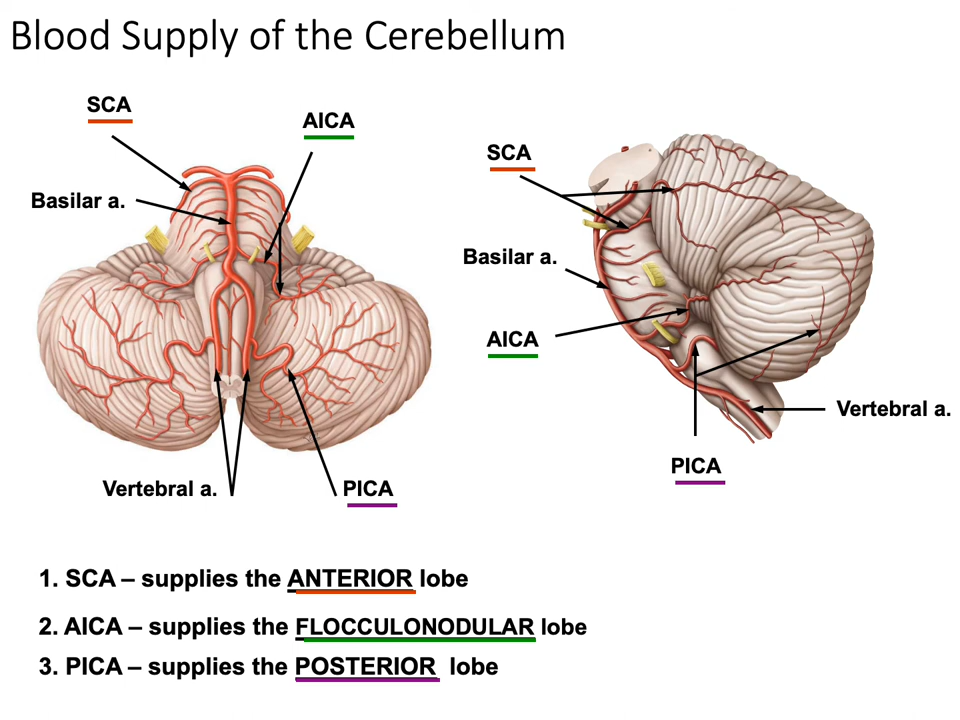 Blood Supply of the Cerebellum
SCA
AICA
Basilar a.
Vertebral a.
PICA
SCA
Basilar a.
AICA
Vertebral a.
PICA
1. SCA – supplies the ANTERIOR lobe
2. AICA – supplies the FLOCCULONODULAR lobe
3. PICA – supplies the POSTERIOR lobe